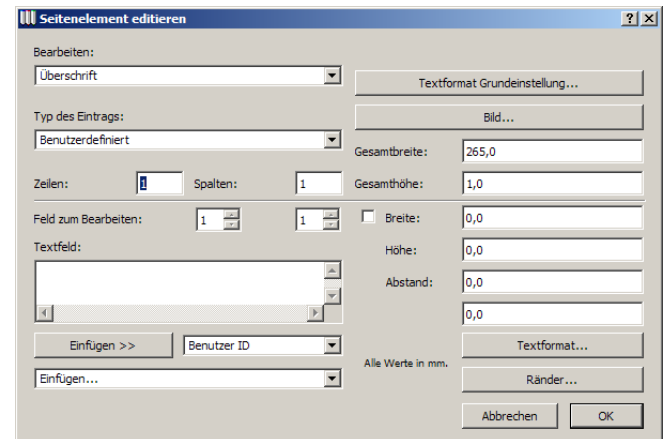 Seitenelement editieren
Bearbeiten:
Überschrift
Textformat Grundeinstellung...
Typ des Eintrags:
Bild...
Benutzerdefiniert
Gesamtbreite: 265,0
Zeilen: 1 Spalten: 1 Gesamthöhe: 1,0
Feld zum Bearbeiten: 1 1 Breite: 0,0
Textfeld:
Höhe: 0,0
Abstand: 0,0
0,0
Einfügen >> Benutzer ID Textformat...
Alle Werte in mm.
Einfügen... Ränder...
Abbrechen OK